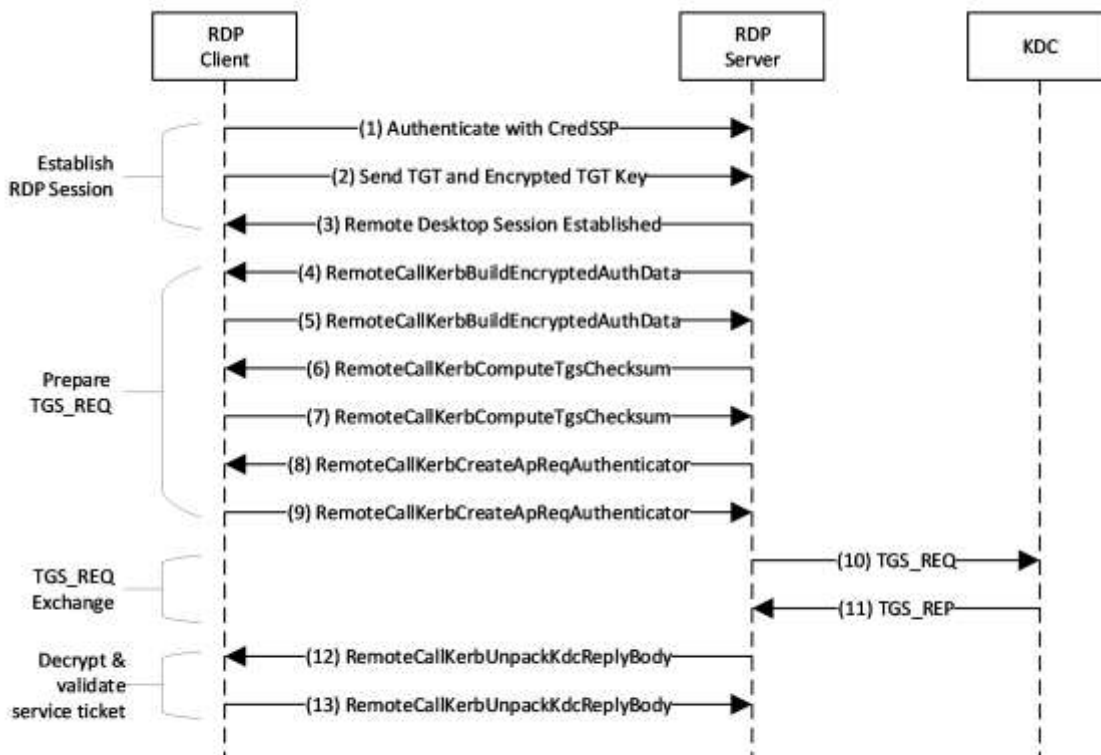 RDP
Client
RDP
Server
KDC
Establish
RDP Session
(1) Authenticate with CredSSP
(2) Send TGT and Encrypted TGT Key
(3) Remote Desktop Session Established
Prepare
TGS_REQ
(4) RemoteCallKerbBuildEncryptedAuthData
(5) RemoteCallKerbBuildEncryptedAuthData
(6) RemoteCallKerbComputeTgsChecksum
(7) RemoteCallKerbComputeTgsChecksum
(8) RemoteCallKerbCreateApReqAuthenticator
(9) RemoteCallKerbCreateApReqAuthenticator
TGS_REQ
Exchange
(10) TGS_REQ
(11) TGS_REP
Decrypt &
validate
service ticket
(12) RemoteCallKerbUnpackKdcReplyBody
(13) RemoteCallKerbUnpackKdcReplyBody